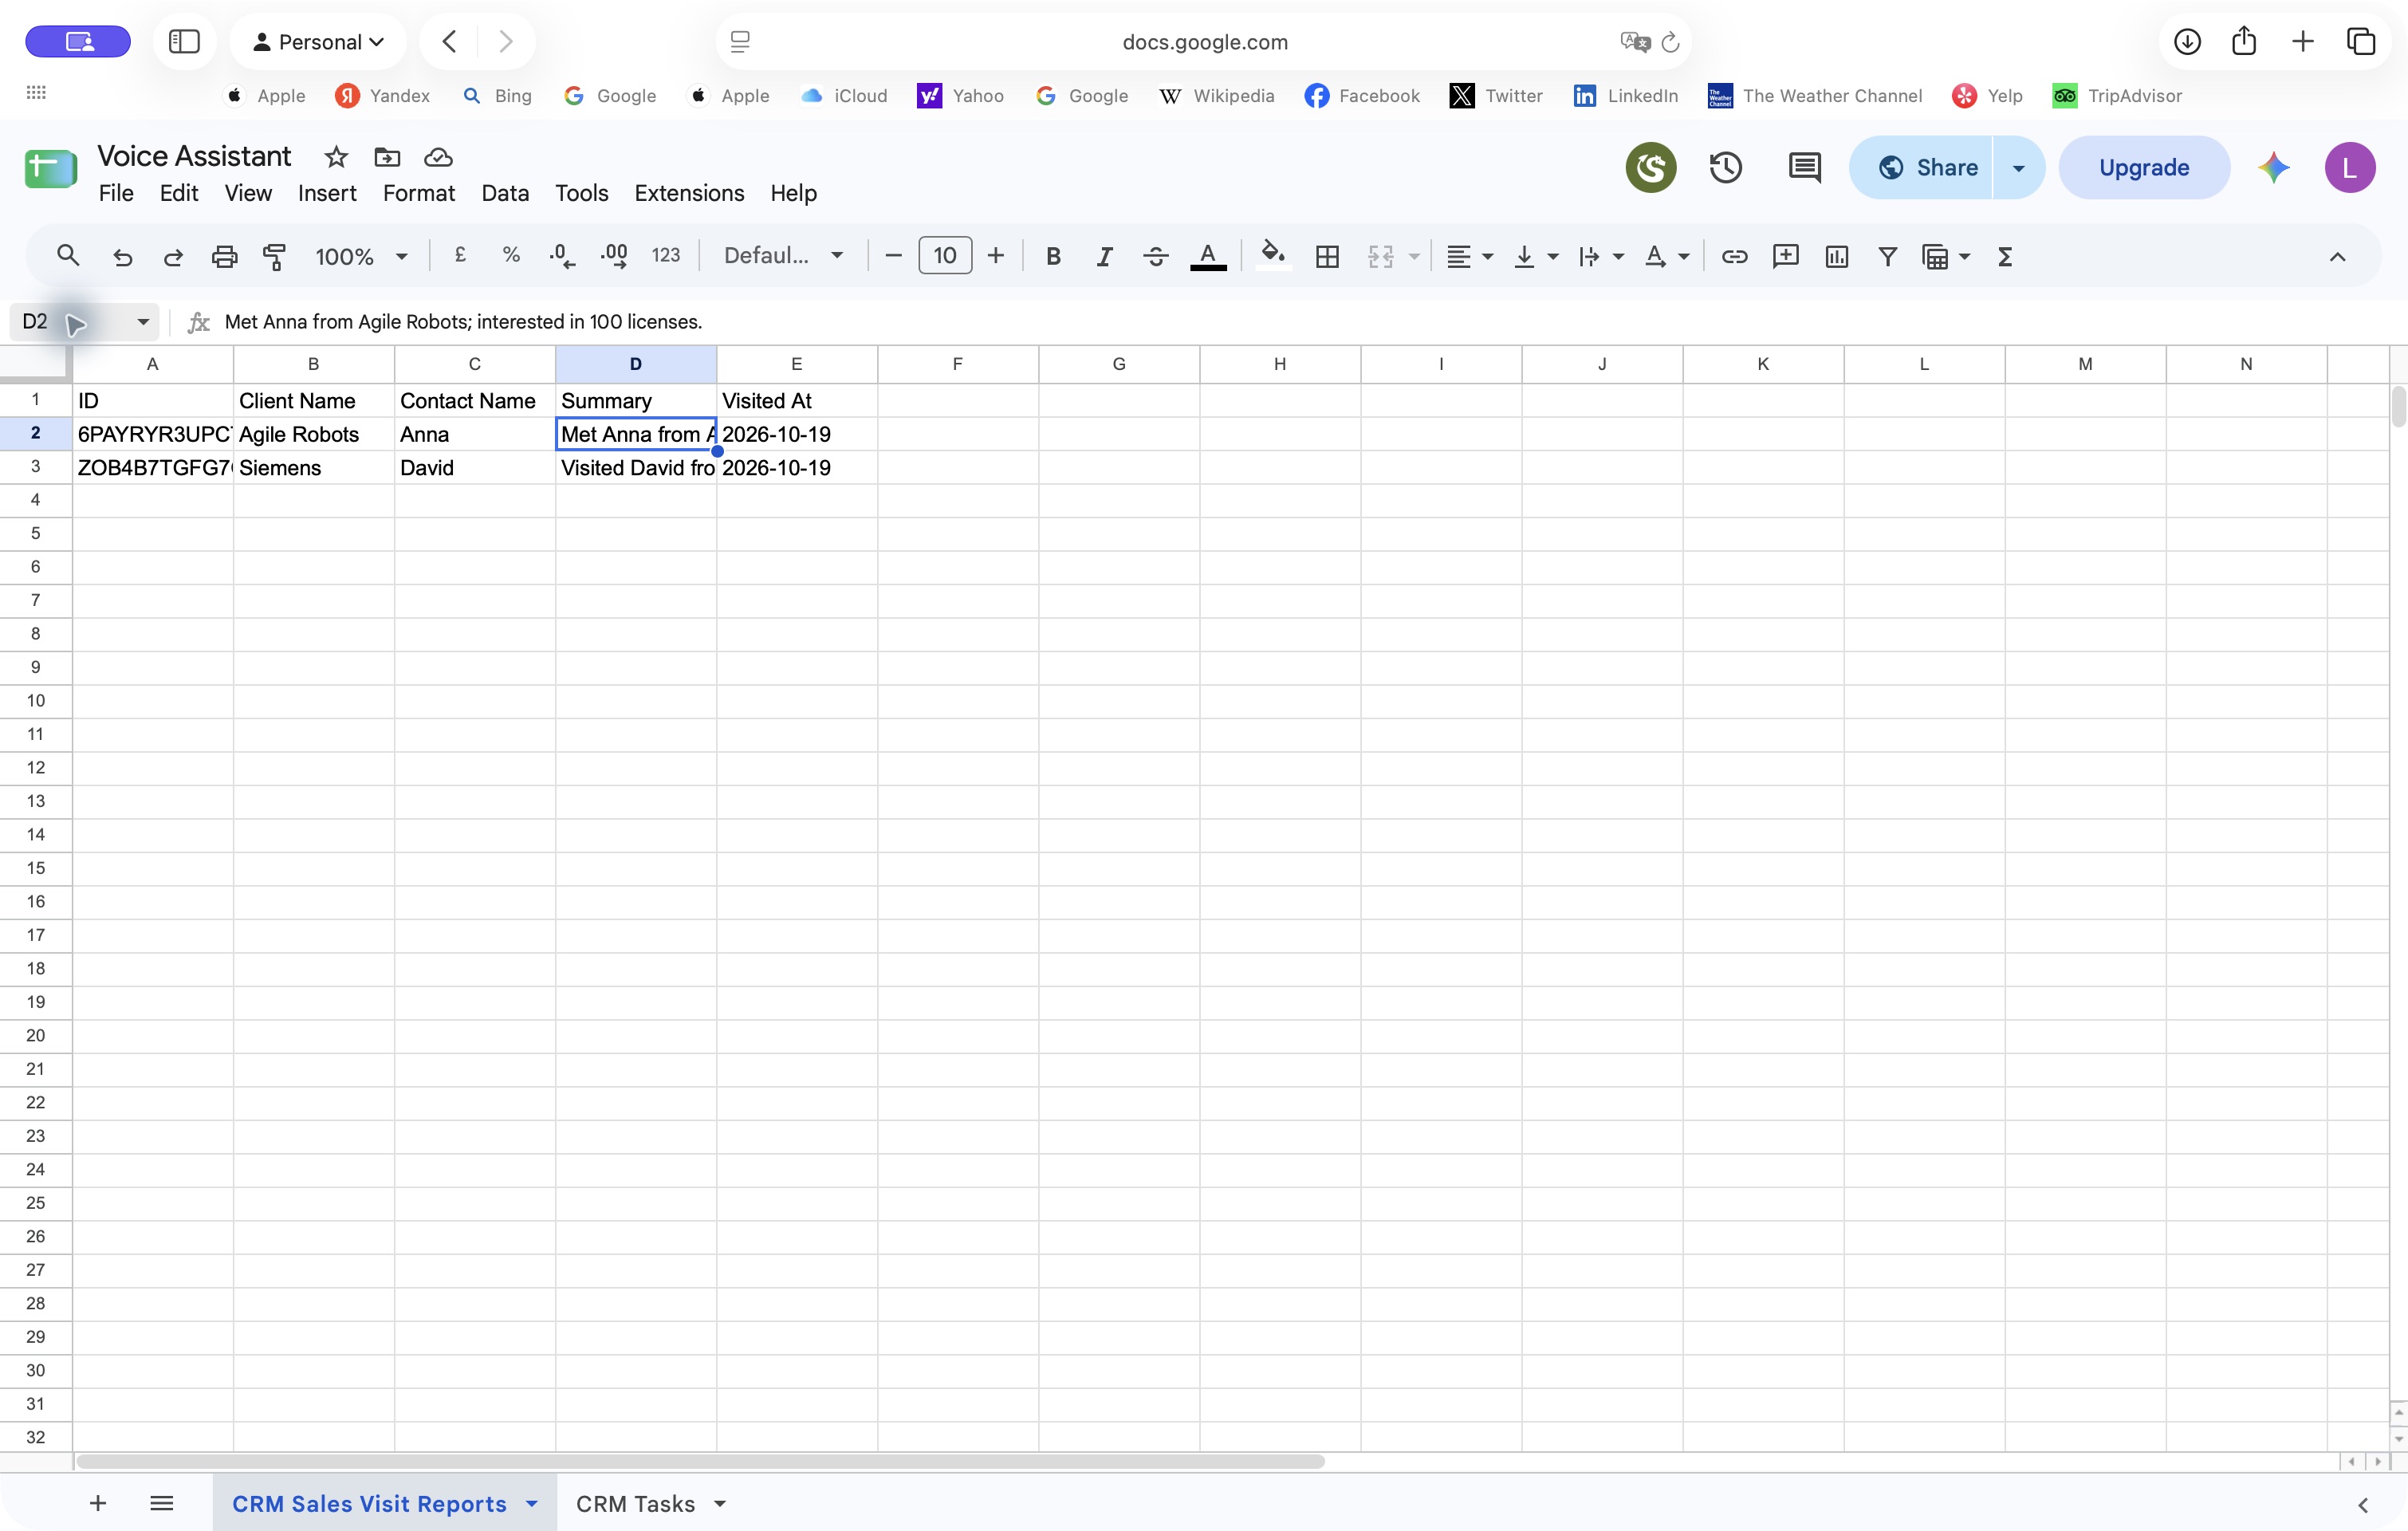 Personal
docs.google.com
Apple Yandex Bing Google Apple iCloud Yahoo Google Wikipedia Facebook Twitter LinkedIn The Weather Channel Yelp TripAdvisor
Voice Assistant
File Edit View Insert Format Data Tools Extensions Help
Share
Upgrade
L
100% £ % .0 .00 123 Defaul... 10 B I S A
D2 fx Met Anna from Agile Robots; interested in 100 licenses.
A B C D E F G H I J K L M N
1 ID Client Name Contact Name Summary Visited At
2 6PAYRYR3UPC Agile Robots Anna Met Anna from A 2026-10-19
3 ZOB4B7TGFG7 Siemens David Visited David fro 2026-10-19
4
5
6
7
8
9
10
11
12
13
14
15
16
17
18
19
20
21
22
23
24
25
26
27
28
29
30
31
32
CRM Sales Visit Reports CRM Tasks